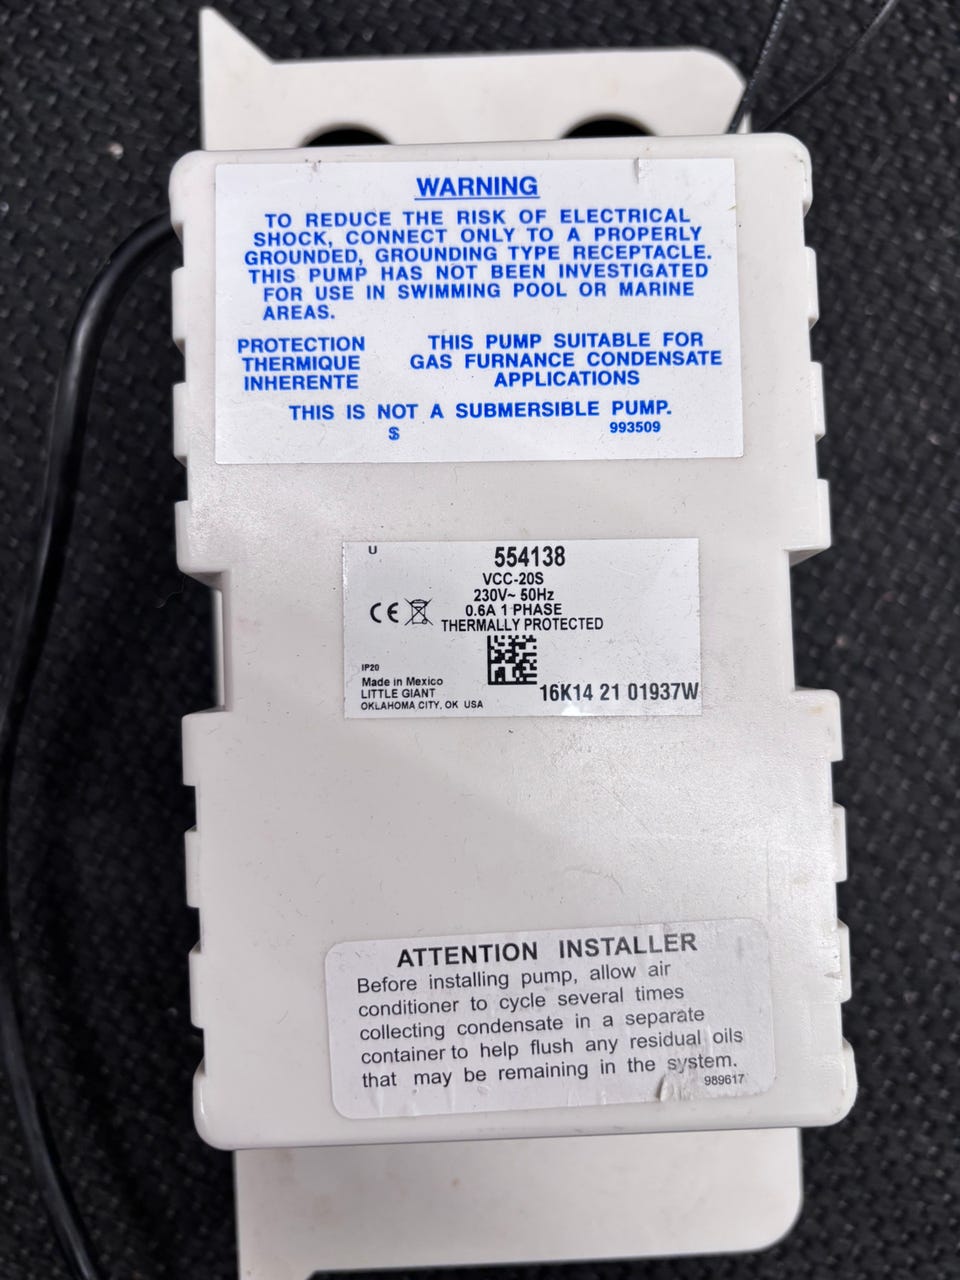 WARNING
TO REDUCE THE RISK OF ELECTRICAL
SHOCK, CONNECT ONLY TO A PROPERLY
GROUNDED, GROUNDING TYPE RECEPTACLE.
THIS PUMP HAS NOT BEEN INVESTIGATED
FOR USE IN SWIMMING POOL OR MARINE
AREAS.
PROTECTION
THERMIQUE
INHERENTE
THIS PUMP SUITABLE FOR
GAS FURNANCE CONDENSATE
APPLICATIONS
THIS IS NOT A SUBMERSIBLE PUMP.
$
993509
U
554138
VCC-20S
230V~ 50Hz
0.6A 1 PHASE
THERMALLY PROTECTED
CE
IP20
Made in Mexico
LITTLE GIANT
OKLAHOMA CITY, OK USA
16K14 21 01937W
ATTENTION INSTALLER
Before installing pump, allow air
conditioner to cycle several times
collecting condensate in a separate
container to help flush any residual oils
that may be remaining in the system.
989617